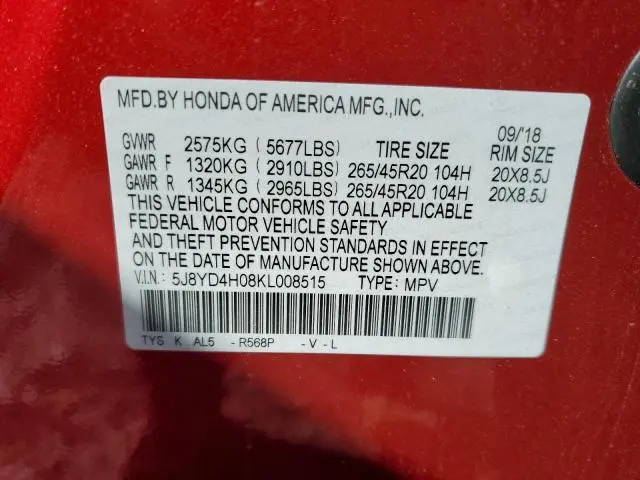 MFD.BY HONDA OF AMERICA MFG.,INC.
09/'18
GVWR 2575KG ( 5677LBS) TIRE SIZE RIM SIZE
GAWR F 1320KG ( 2910LBS) 265/45R20 104H 20X8.5J
GAWR R 1345KG ( 2965LBS) 265/45R20 104H 20X8.5J
THIS VEHICLE CONFORMS TO ALL APPLICABLE
FEDERAL MOTOR VEHICLE SAFETY
AND THEFT PREVENTION STANDARDS IN EFFECT
ON THE DATE OF MANUFACTURE SHOWN ABOVE.
V.I.N.: 5J8YD4H08KL008515 TYPE: MPV
TYS K AL5 - R568P - V - L